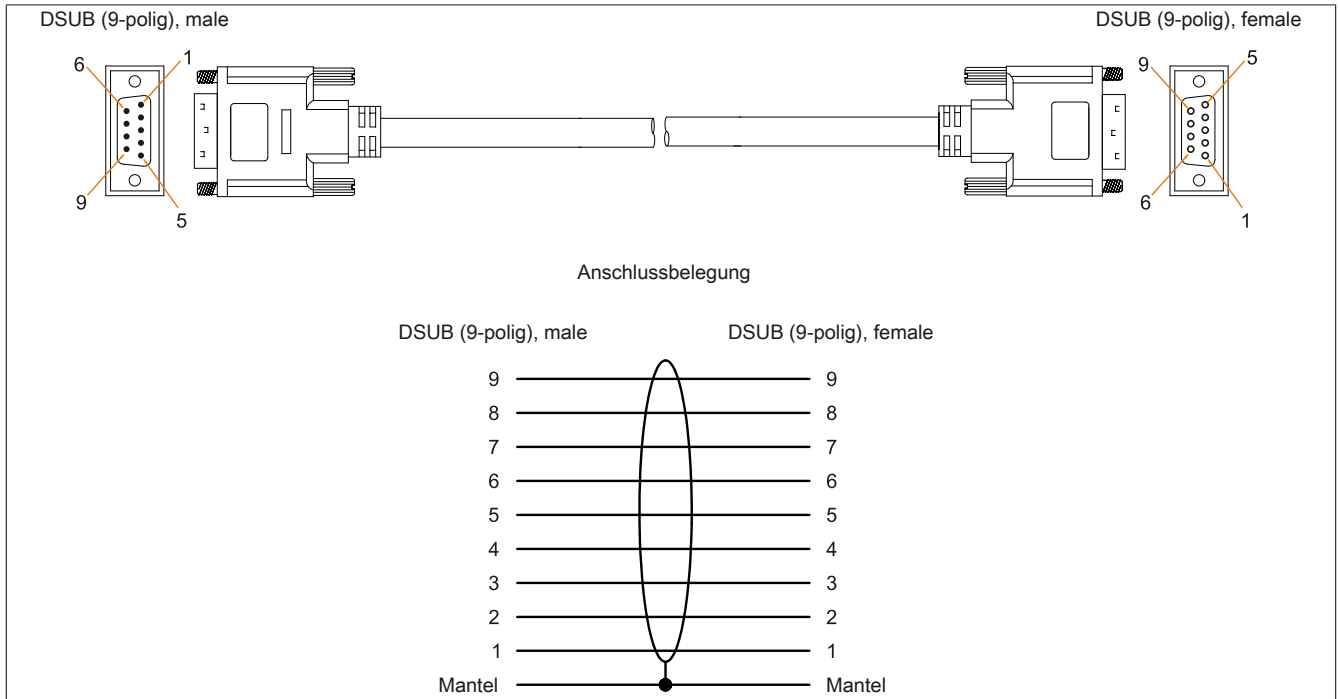 DSUB (9-polig), male DSUB (9-polig), female
6 1 9 5
9 5 6 1
Anschlussbelegung
DSUB (9-polig), male DSUB (9-polig), female
9 9
8 8
7 7
6 6
5 5
4 4
3 3
2 2
1 1
Mantel Mantel